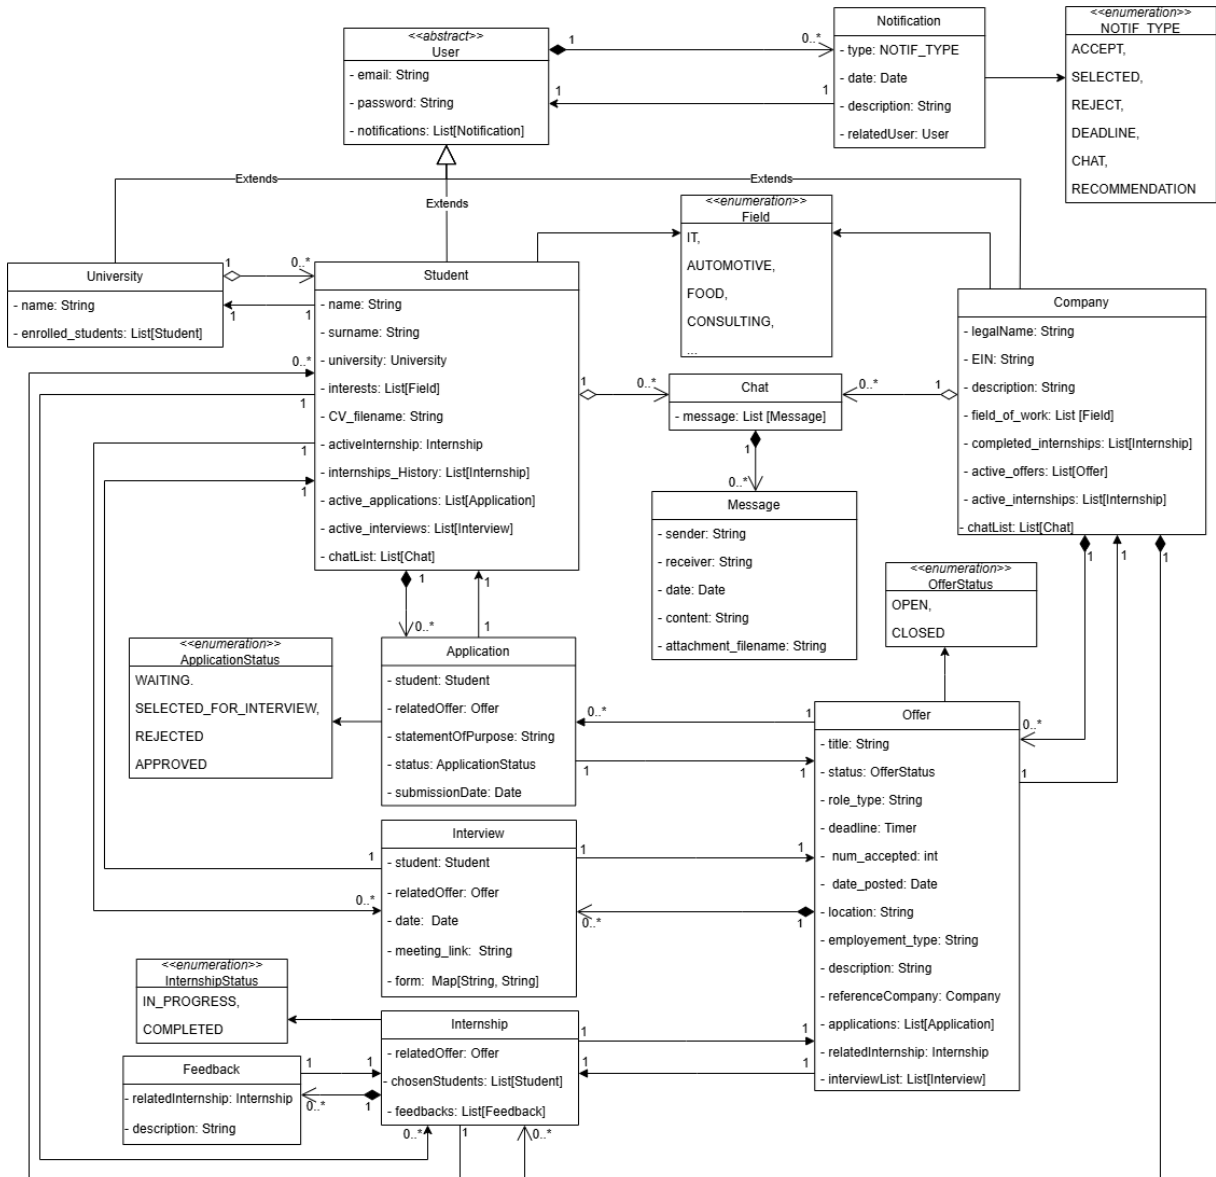 <<abstract>>
User
- email: String
- password: String
- notifications: List[Notification]
1
0..*
1
1
Notification
- type: NOTIF_TYPE
- date: Date
- description: String
- relatedUser: User
<<enumeration>>
NOTIF_TYPE
ACCEPT,
SELECTED,
REJECT,
DEADLINE,
CHAT,
RECOMMENDATION
Extends
Extends
Extends
<<enumeration>>
Field
IT,
AUTOMOTIVE,
FOOD,
CONSULTING,
...
University
- name: String
- enrolled_students: List[Student]
1
0..*
1
1
Student
- name: String
- surname: String
- university: University
- interests: List[Field]
- CV_filename: String
- activeInternship: Internship
- internships_History: List[Internship]
- active_applications: List[Application]
- active_interviews: List[Interview]
- chatList: List[Chat]
0..*
1
1
1
1
0..*
Chat
- message: List [Message]
0..*
1
1
0..*
Message
- sender: String
- receiver: String
- date: Date
- content: String
- attachment_filename: String
Company
- legalName: String
- EIN: String
- description: String
- field_of_work: List [Field]
- completed_internships: List[Internship]
- active_offers: List[Offer]
- active_internships: List[Internship]
- chatList: List[Chat]
1
1
1
<<enumeration>>
OfferStatus
OPEN,
CLOSED
1
1
0..*
<<enumeration>>
ApplicationStatus
WAITING.
SELECTED_FOR_INTERVIEW,
REJECTED
APPROVED
Application
- student: Student
- relatedOffer: Offer
- statementOfPurpose: String
- status: ApplicationStatus
- submissionDate: Date
0..*
1
1
1
Offer
- title: String
- status: OfferStatus
- role_type: String
- deadline: Timer
- num_accepted: int
- date_posted: Date
- location: String
- employement_type: String
- description: String
- referenceCompany: Company
- applications: List[Application]
- relatedInternship: Internship
- interviewList: List[Interview]
0..*
1
Interview
- student: Student
- relatedOffer: Offer
- date: Date
- meeting_link: String
- form: Map[String, String]
1
0..*
1
1
0..*
1
<<enumeration>>
InternshipStatus
IN_PROGRESS,
COMPLETED
Internship
- relatedOffer: Offer
- chosenStudents: List[Student]
- feedbacks: List[Feedback]
1
1
1
1
Feedback
- relatedInternship: Internship
- description: String
1
1
0..*
1
0..*
1
0..*